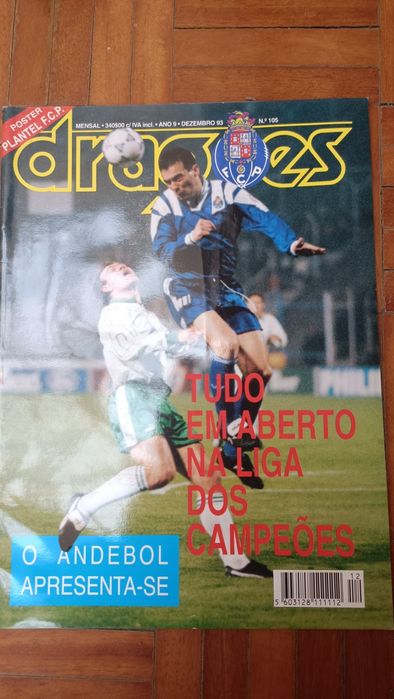 POSTER
PLANTEL F.C.P.
MENSAL • 340$00 c/ IVA incl. • ANO 9 • DEZEMBRO 93 N.º 105
dragões
F C P
TUDO
EM ABERTO
NA LIGA
DOS
CAMPEÕES
O ANDEBOL
APRESENTA-SE
12
5 603128 111112